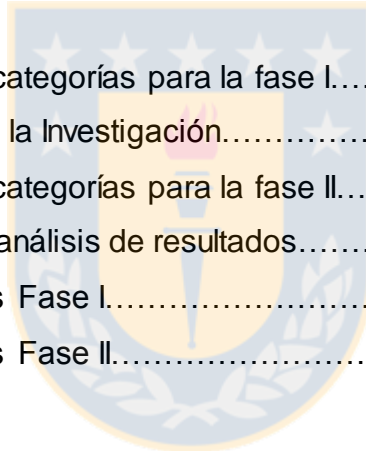 categorías para la fase I....
la Investigación...............
categorías para la fase II....
análisis de resultados.......
s Fase I..........................
s Fase II.........................